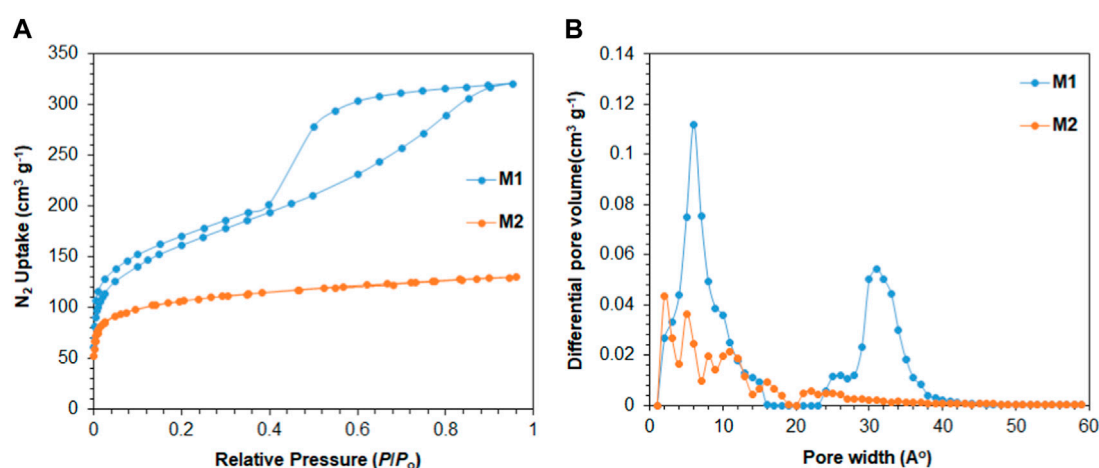 A
350
300
250
200
150
100
50
0
N₂ Uptake (cm³ g⁻¹)
M1
M2
0
0.2
0.4
0.6
0.8
1
Relative Pressure (P/Pₒ)
B
0.14
0.12
0.1
0.08
0.06
0.04
0.02
0
Differential pore volume(cm³ g⁻¹)
M1
M2
0
10
20
30
40
50
60
Pore width (Aº)